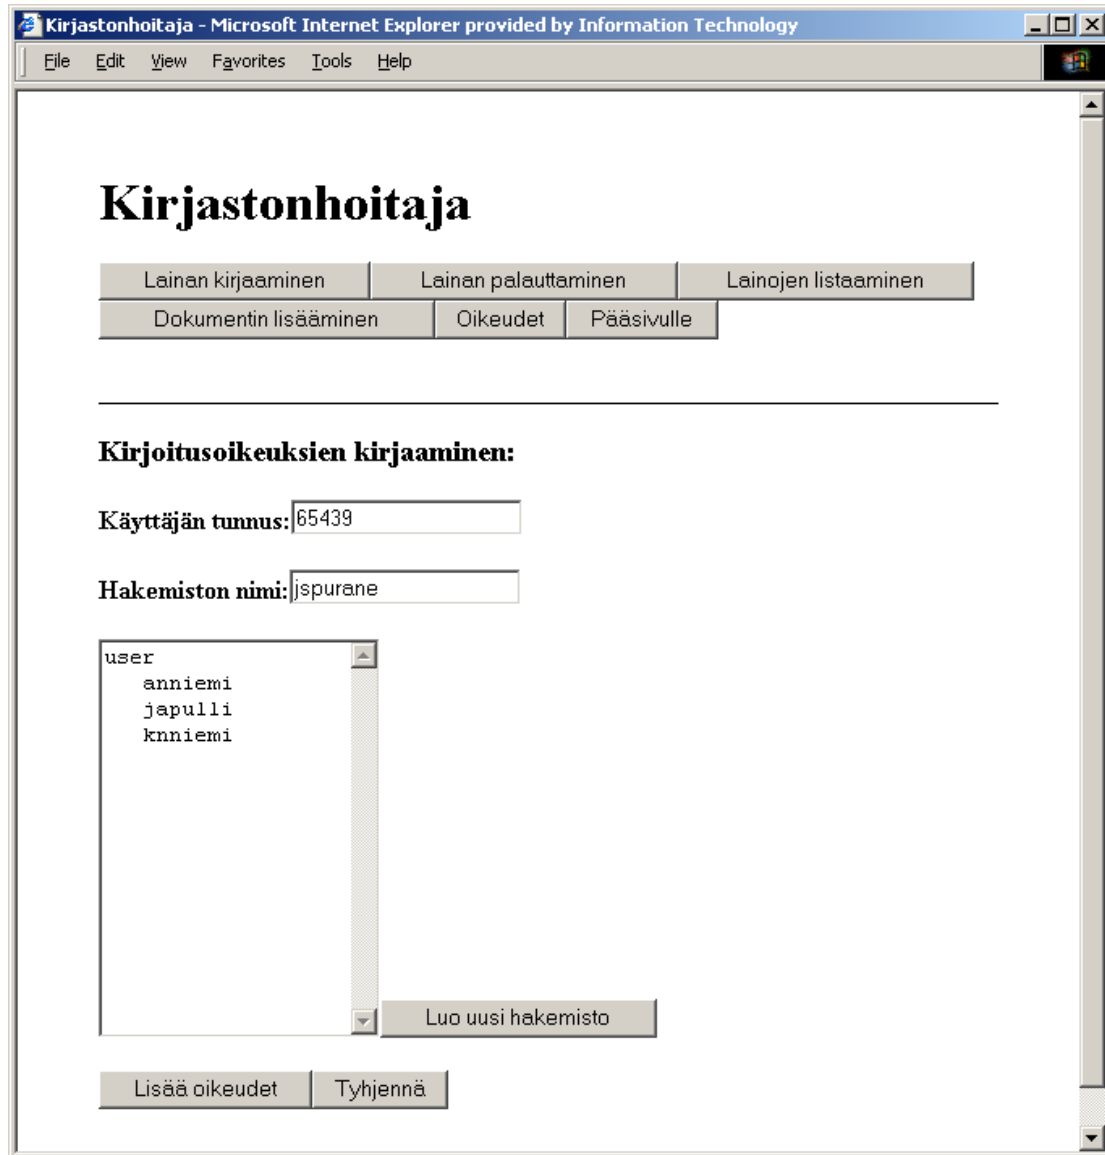 Kirjastonhoitaja - Microsoft Internet Explorer provided by Information Technology
File Edit View Favorites Tools Help
Kirjastonhoitaja
Lainan kirjaaminen Lainan palauttaminen Lainojen listaaminen
Dokumentin lisääminen Oikeudet Pääsivulle
Kirjoitusoikeuksien kirjaaminen:
Käyttäjän tunnus: 65439
Hakemiston nimi: jspurane
user
anniemi
japulli
knniemi
Luo uusi hakemisto
Lisää oikeudet Tyhjennä